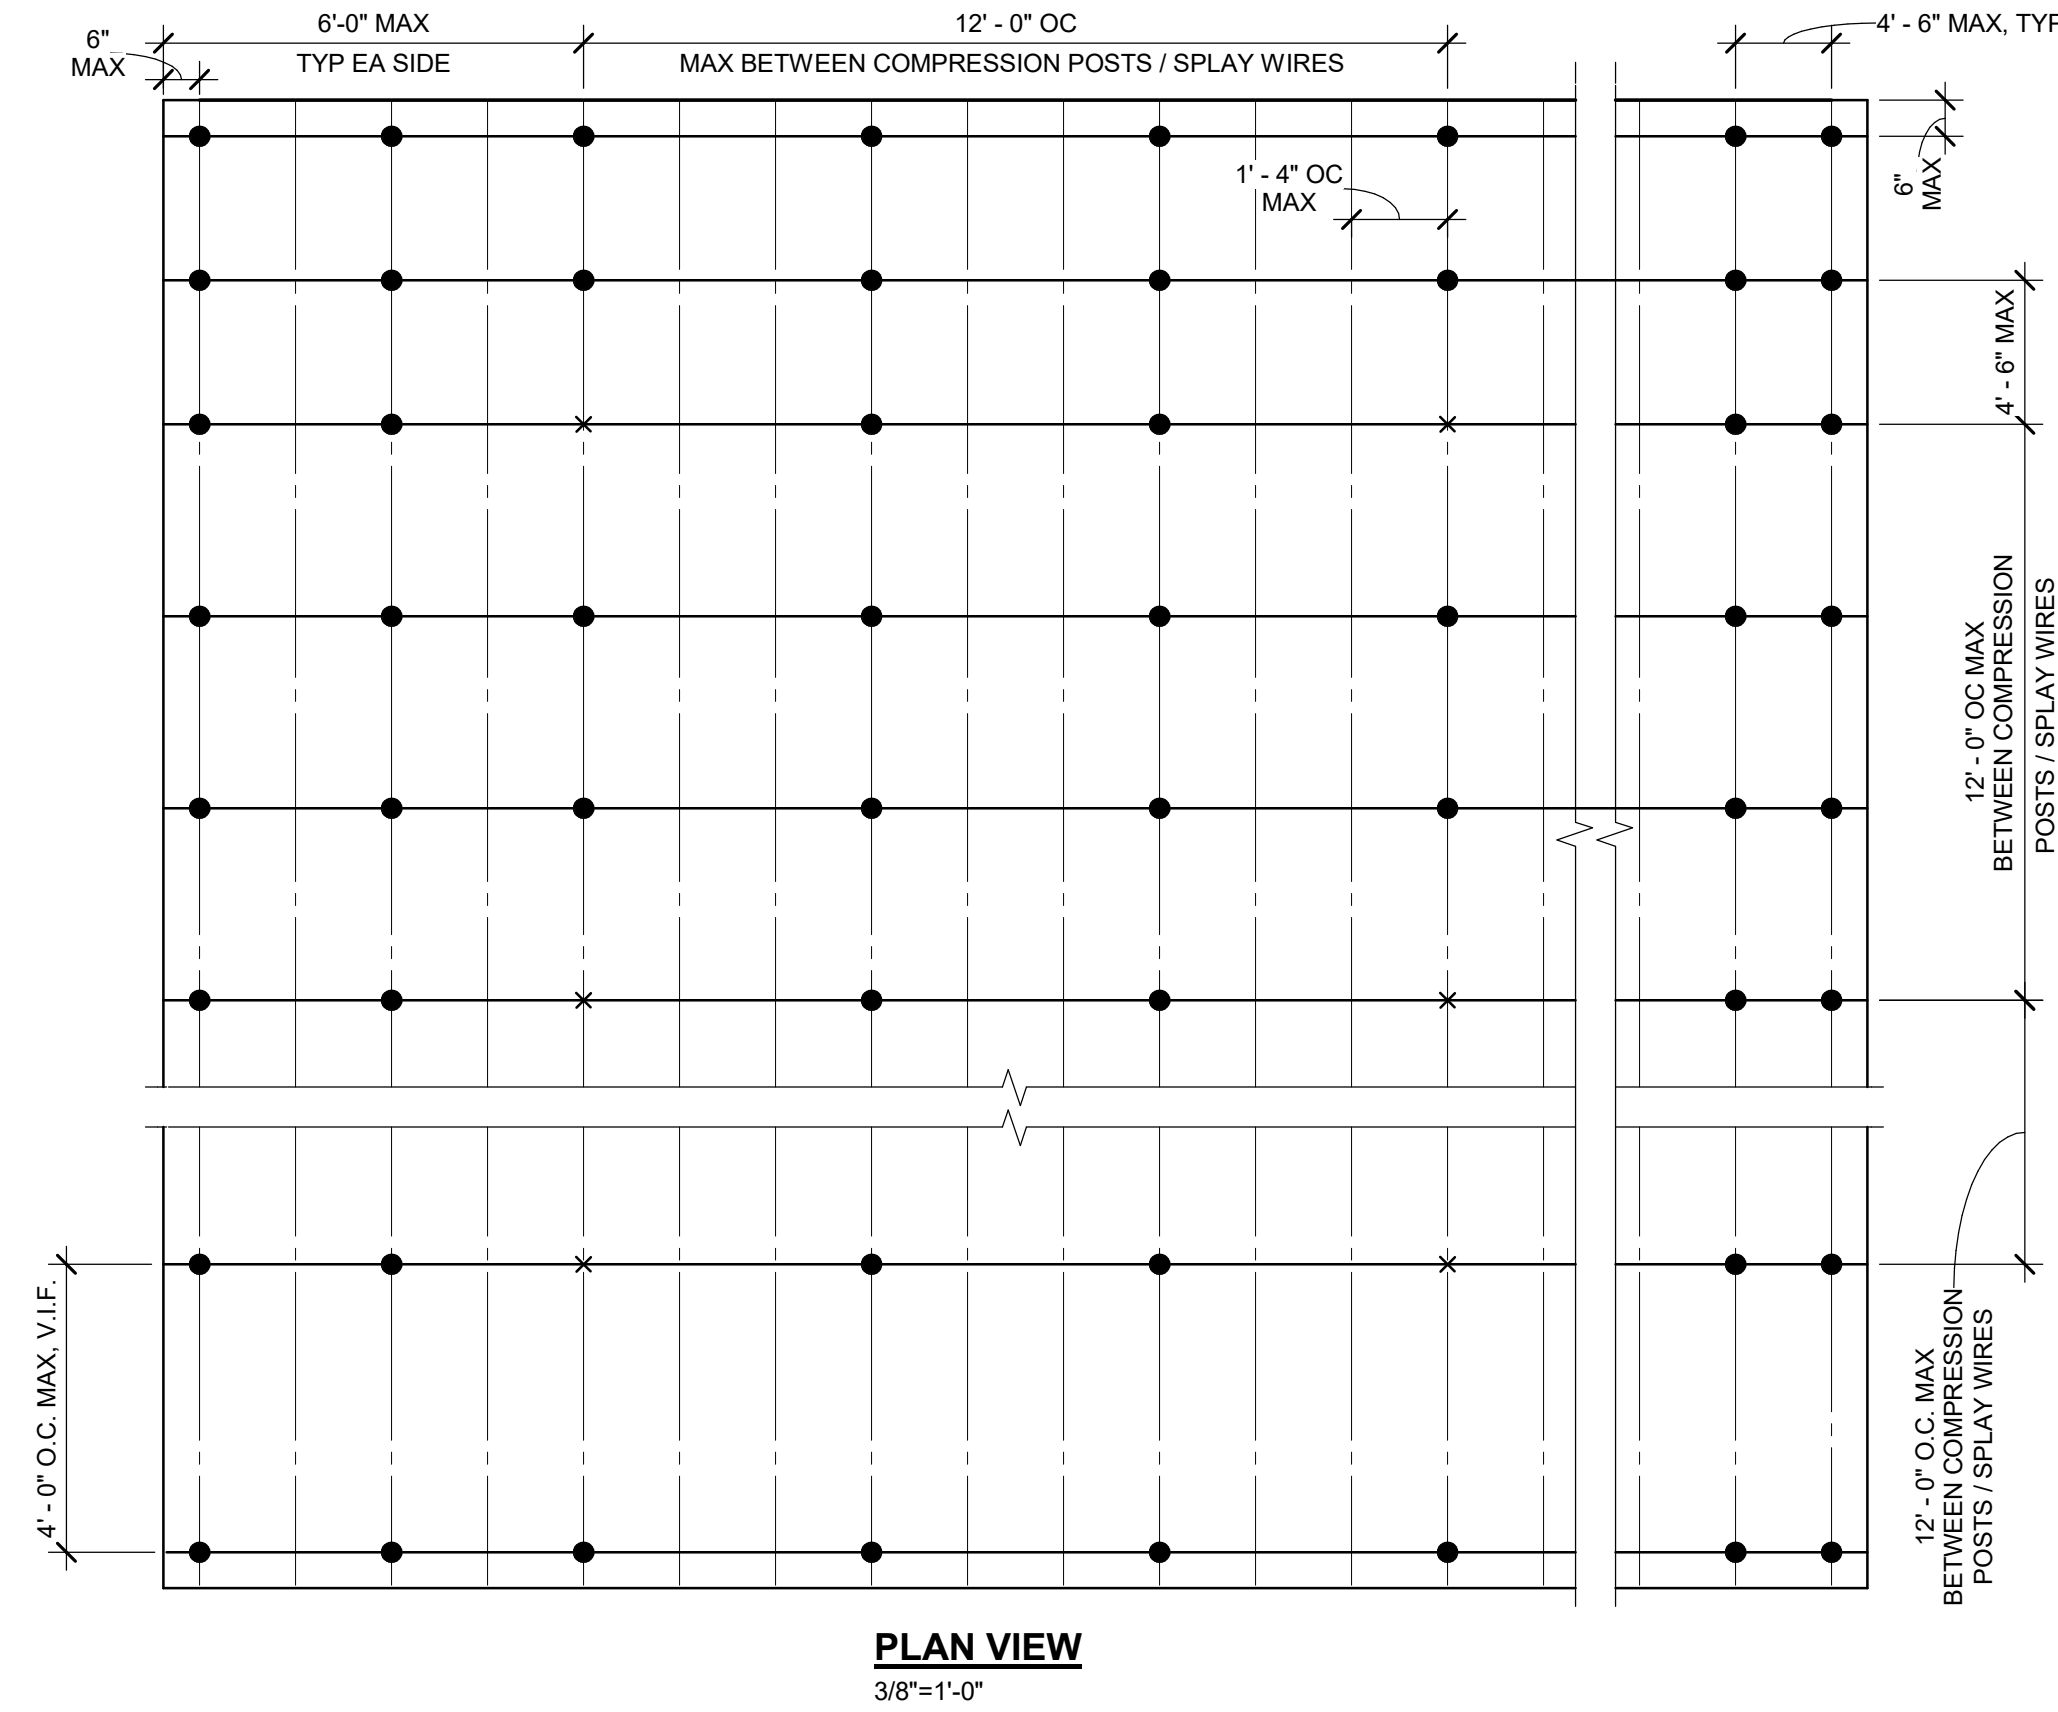 6'-0" MAX
TYP EA SIDE
12' - 0" OC
MAX BETWEEN COMPRESSION POSTS / SPLAY WIRES
4' - 6" MAX, TYP
6"
MAX
6"
MAX
1' - 4" OC
MAX
4' - 6" MAX
12' - 0" OC MAX
BETWEEN COMPRESSION
POSTS / SPLAY WIRES
4' - 0" O.C. MAX, V.I.F.
12' - 0" O.C. MAX
BETWEEN COMPRESSION
POSTS / SPLAY WIRES
PLAN VIEW
3/8"=1'-0"